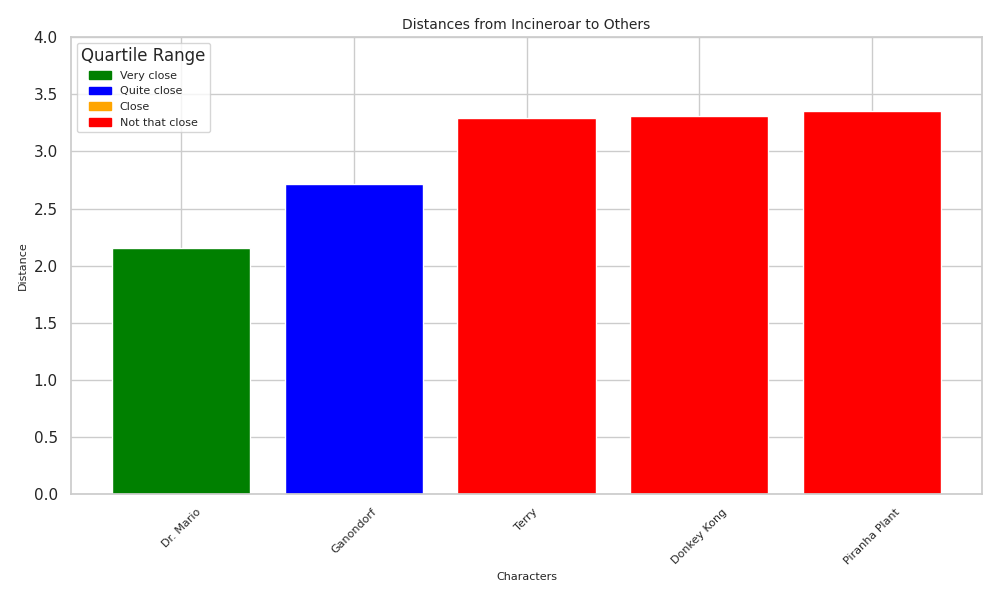 Distances from Incineroar to Others
4.0
3.5
3.0
2.5
2.0
1.5
1.0
0.5
0.0
Distance
Quartile Range
Very close
Quite close
Close
Not that close
Dr. Mario
Ganondorf
Terry
Donkey Kong
Piranha Plant
Characters